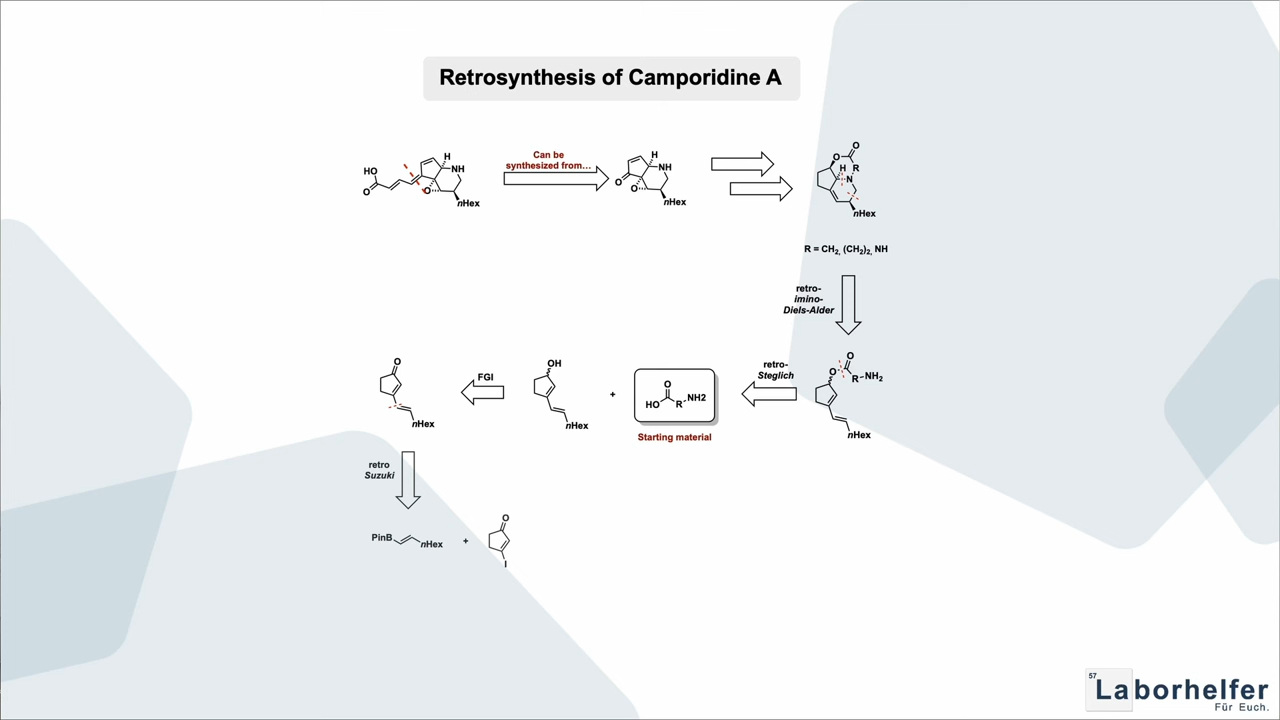 Retrosynthesis of Camporidine A
HO
O
O
H
NH
nHex
Can be
synthesized from...
O
O
H
NH
nHex
O
O
R
H
N
nHex
R = CH2, (CH2)2, NH
retro-
imino-
Diels-Alder
O
O
R
NH2
nHex
retro-
Steglich
HO
O
R
NH2
Starting material
+
OH
nHex
FGI
O
nHex
retro
Suzuki
PinB
nHex
+
O
I
57
Laborhelfer
Für Euch.